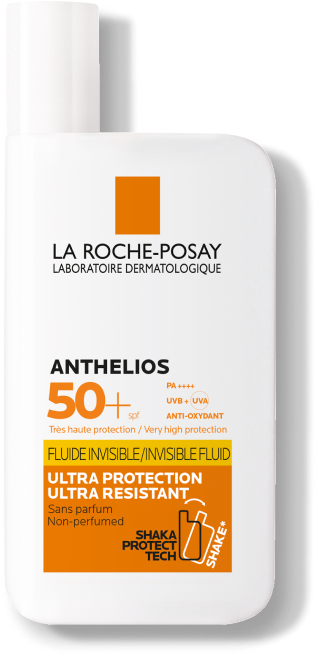 LA ROCHE-POSAY
LABORATOIRE DERMATOLOGIQUE
ANTHELIOS
50+ spf
PA ++++
UVB + UVA
ANTI-OXYDANT
Très haute protection / Very high protection
FLUIDE INVISIBLE/INVISIBLE FLUID
ULTRA PROTECTION
ULTRA RESISTANT
Sans parfum
Non-perfumed
SHAKA
PROTECT
TECH
SHAKE*